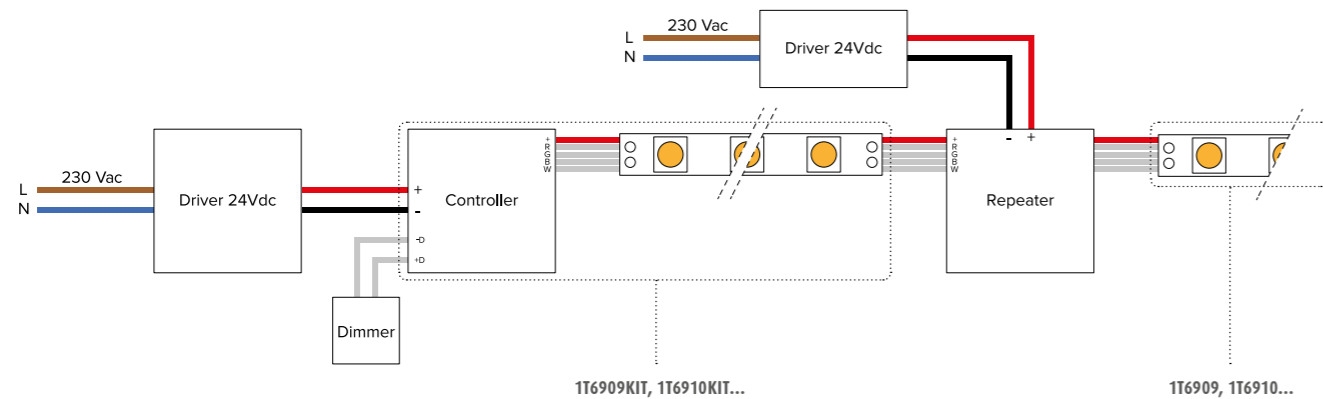 230 Vac
L
N
Driver 24Vdc
- +
230 Vac
L
N
Driver 24Vdc
+
-
-D
+D
Controller
+
R
G
B
W
+
R
G
B
W
Repeater
+
R
G
B
W
Dimmer
1T6909KIT, 1T6910KIT...
1T6909, 1T6910...